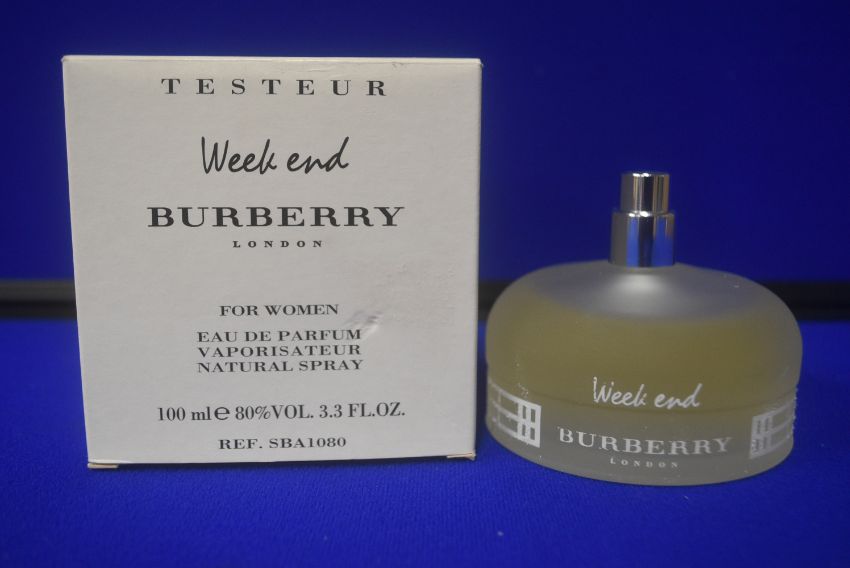 TESTEUR
Week end
BURBERRY
LONDON
FOR WOMEN
EAU DE PARFUM
VAPORISATEUR
NATURAL SPRAY
100 ml ℮ 80%VOL. 3.3 FL.OZ.
REF. SBA1080
Week end
BURBERRY
LONDON